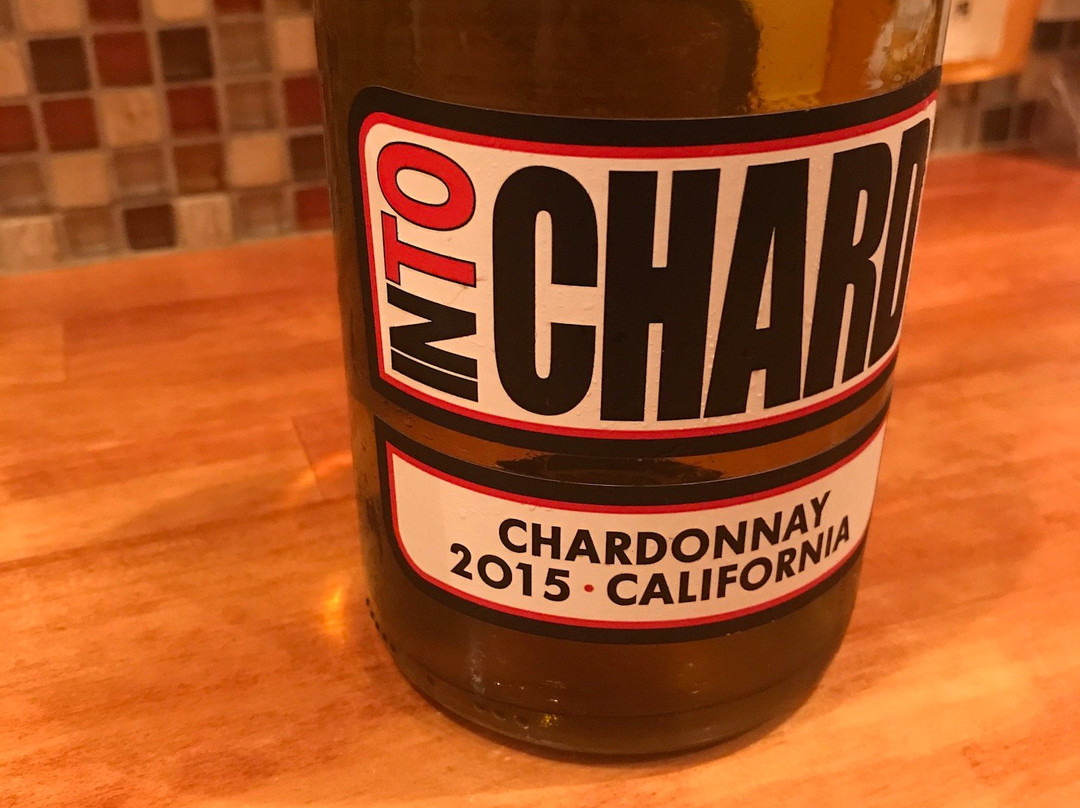 INTO
CHARD
CHARDONNAY
2015 · CALIFORNIA